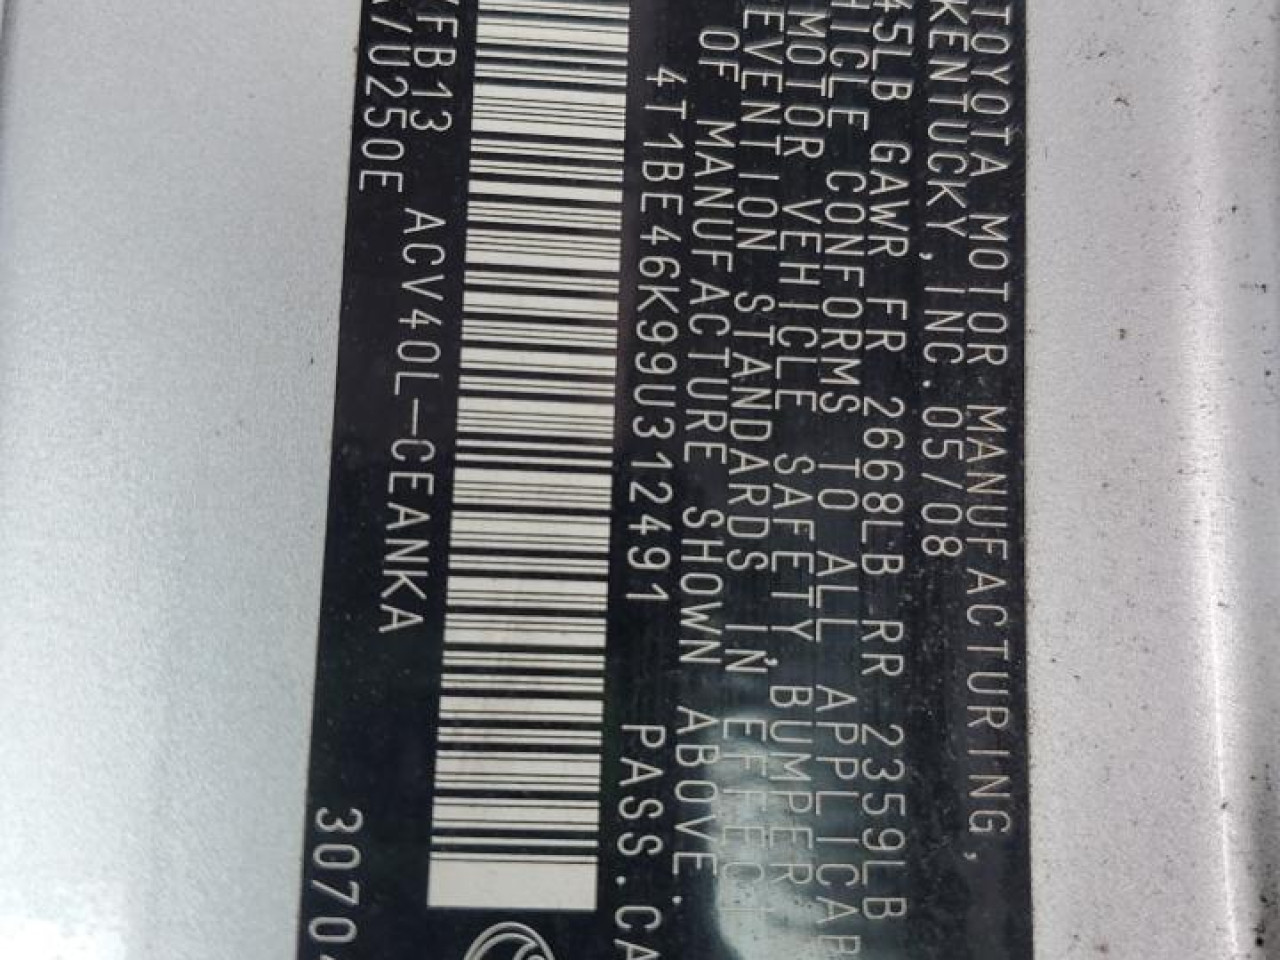 TOYOTA MOTOR MANUFACTURING,
KENTUCKY, INC. 05/08
45LB GAWR FR 2668LB RR 2359LB
HICLE CONFORMS TO ALL APPLICAB
MOTOR VEHICLE SAFETY, BUMPER,
EVENTION STANDARDS IN EFFECT
OF MANUFACTURE SHOWN ABOVE.
4T1BE46K99U312491 PASS.CA
FB13 ACV40L-CEANKA
/U250E
3070